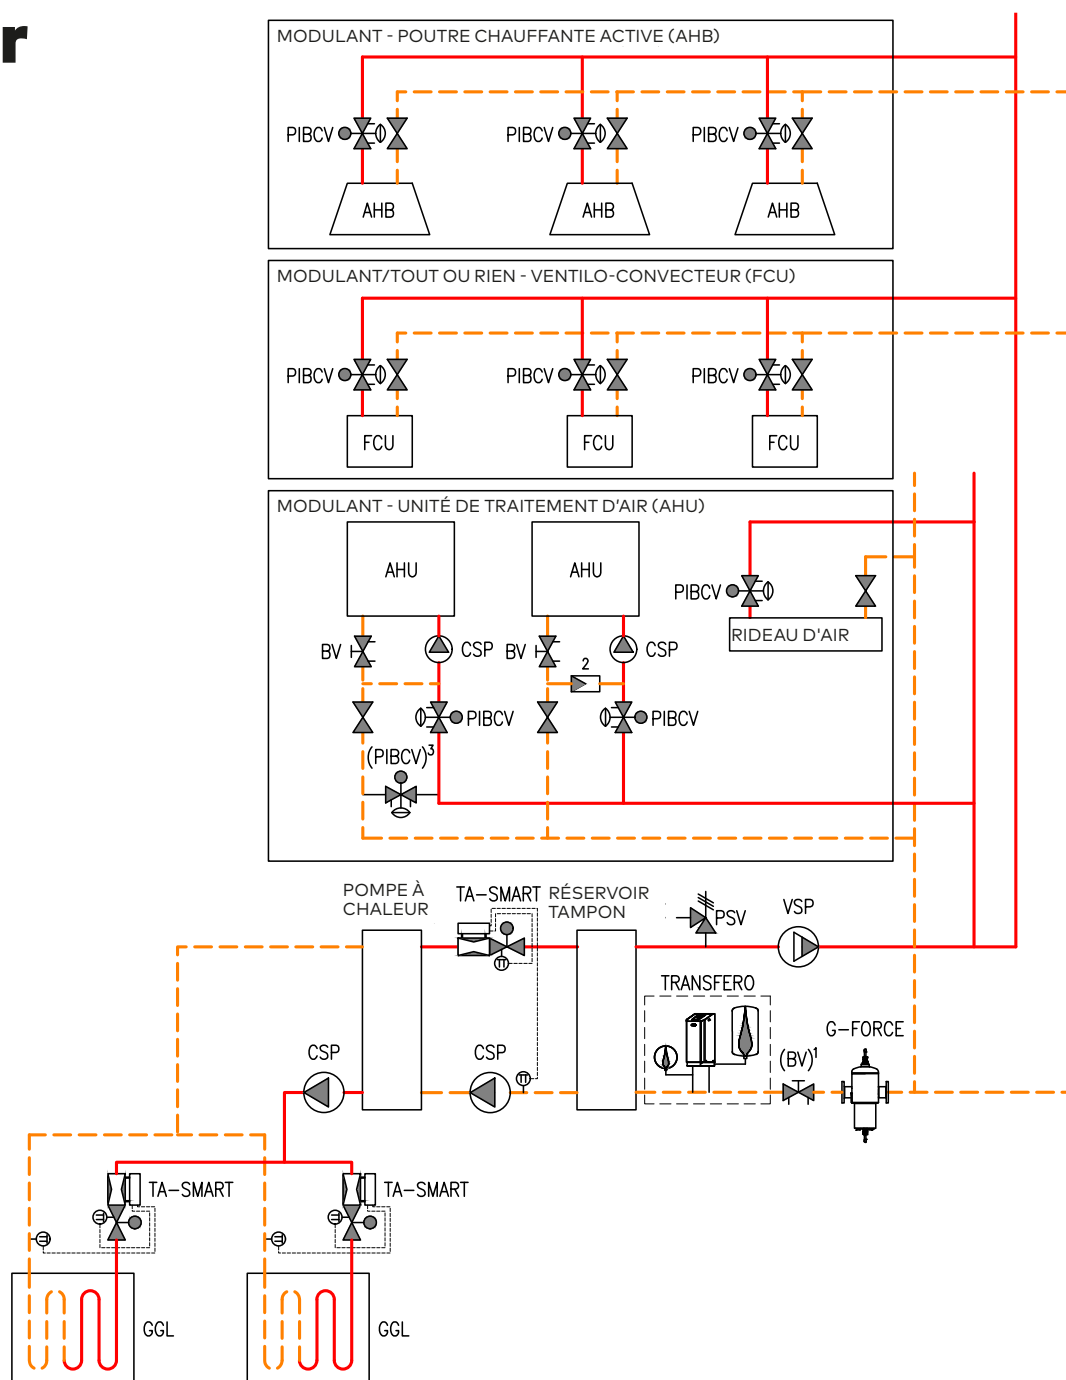 r
MODULANT - POUTRE CHAUFFANTE ACTIVE (AHB)
PIBCV PIBCV PIBCV
AHB AHB AHB
MODULANT/TOUT OU RIEN - VENTILO-CONVECTEUR (FCU)
PIBCV PIBCV PIBCV
FCU FCU FCU
MODULANT - UNITÉ DE TRAITEMENT D'AIR (AHU)
AHU AHU
PIBCV
RIDEAU D'AIR
BV CSP BV CSP
2
PIBCV PIBCV
(PIBCV)³
POMPE À
CHALEUR
TA-SMART
RÉSERVOIR
TAMPON
PSV
VSP
TRANSFERO
G-FORCE
(BV)¹
CSP CSP
TA-SMART TA-SMART
GGL GGL